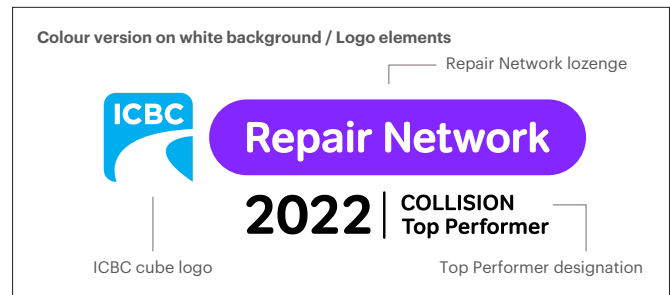 Colour version on white background / Logo elements
Repair Network lozenge
ICBC
Repair Network
2022
COLLISION
Top Performer
ICBC cube logo
Top Performer designation